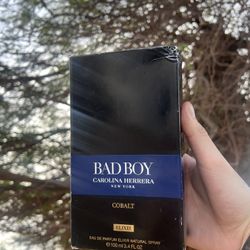 BAD BOY
CAROLINA HERRERA
NEW YORK
COBALT
ELIXIR
EAU DE PARFUM ELIXIR NATURAL SPRAY
℮ 100 ml 3.4 FL.OZ